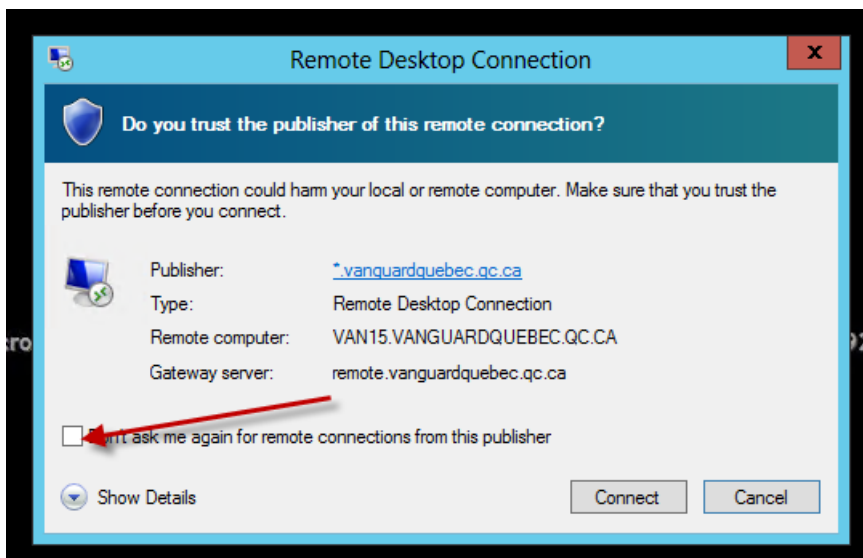 Remote Desktop Connection
X
Do you trust the publisher of this remote connection?
This remote connection could harm your local or remote computer. Make sure that you trust the
publisher before you connect.
Publisher: *.vanguardquebec.qc.ca
Type: Remote Desktop Connection
Remote computer: VAN15.VANGUARDQUEBEC.QC.CA
Gateway server: remote.vanguardquebec.qc.ca
Don't ask me again for remote connections from this publisher
Show Details
Connect
Cancel